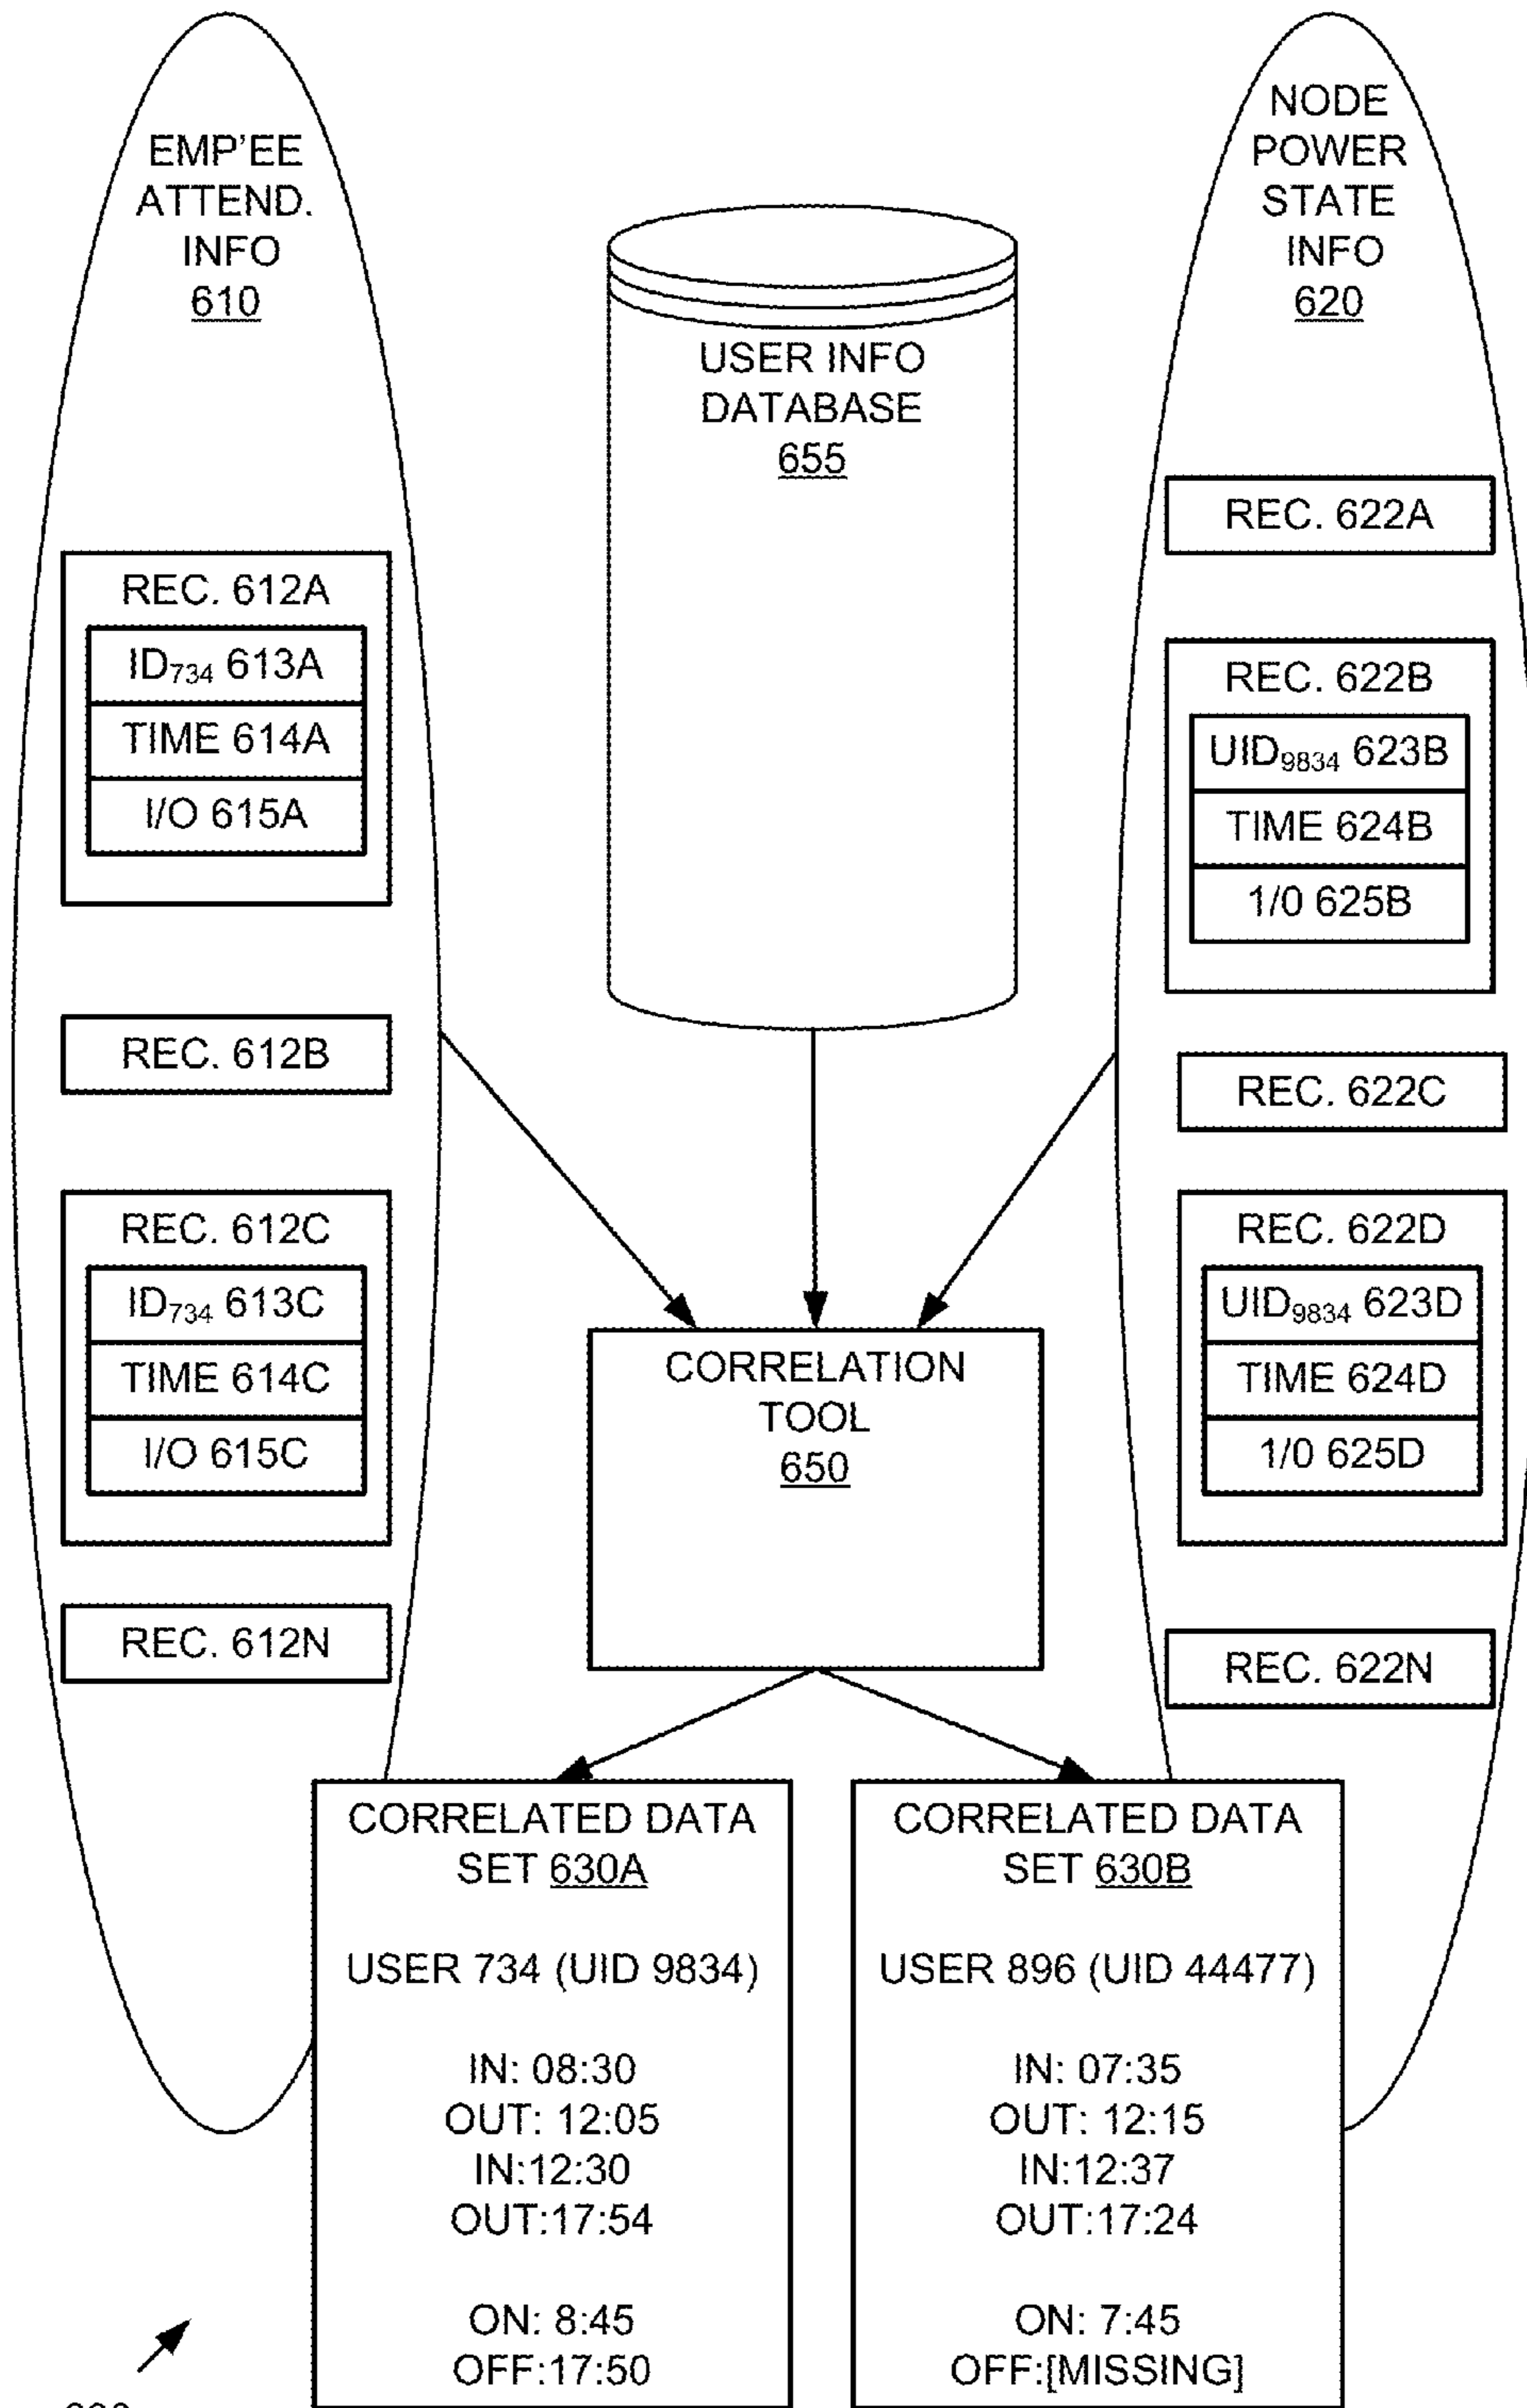 EMP'EE
ATTEND.
INFO
610
REC. 612A
ID734 613A
TIME 614A
I/O 615A
REC. 612B
REC. 612C
ID734 613C
TIME 614C
I/O 615C
REC. 612N
USER INFO
DATABASE
655
NODE
POWER
STATE
INFO
620
REC. 622A
REC. 622B
UID9834 623B
TIME 624B
1/0 625B
REC. 622C
REC. 622D
UID9834 623D
TIME 624D
1/0 625D
REC. 622N
CORRELATION
TOOL
650
CORRELATED DATA
SET 630A
USER 734 (UID 9834)
IN: 08:30
OUT: 12:05
IN:12:30
OUT:17:54
ON: 8:45
OFF:17:50
CORRELATED DATA
SET 630B
USER 896 (UID 44477)
IN: 07:35
OUT: 12:15
IN:12:37
OUT:17:24
ON: 7:45
OFF:[MISSING]